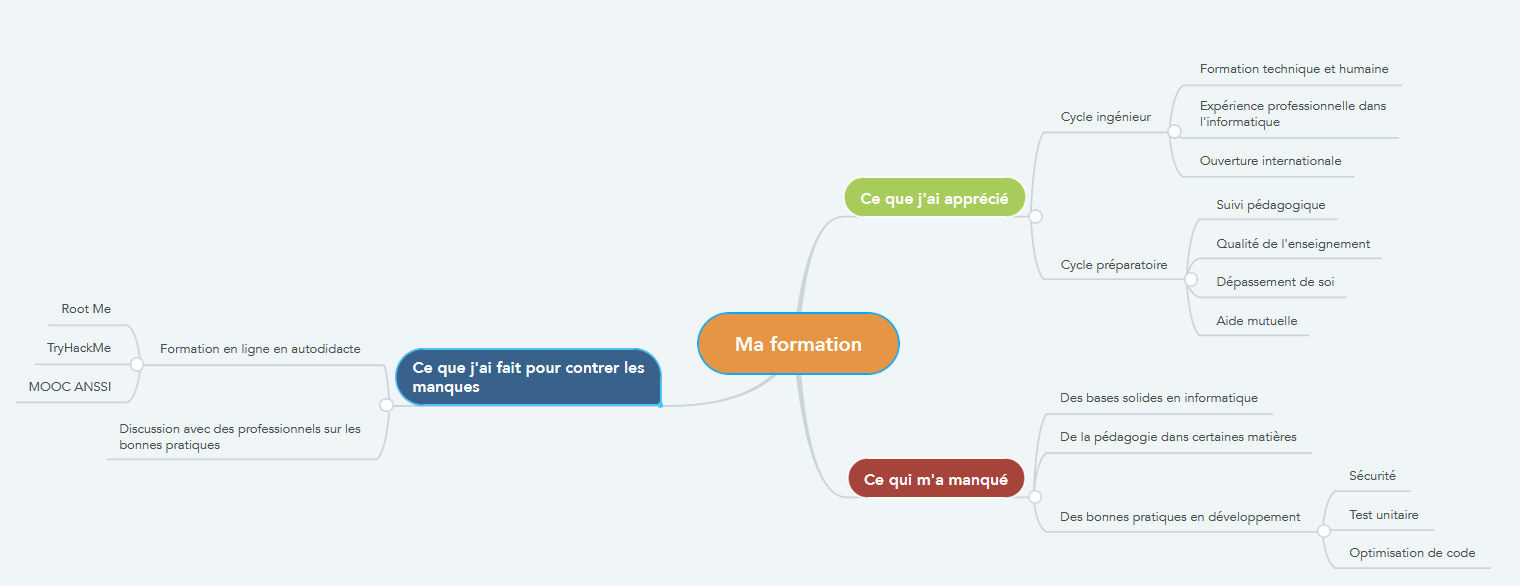 Ma formation
Ce que j'ai apprécié
Cycle ingénieur
Formation technique et humaine
Expérience professionnelle dans
l'informatique
Ouverture internationale
Cycle préparatoire
Suivi pédagogique
Qualité de l'enseignement
Dépassement de soi
Aide mutuelle
Ce qui m'a manqué
Des bases solides en informatique
De la pédagogie dans certaines matières
Des bonnes pratiques en développement
Sécurité
Test unitaire
Optimisation de code
Ce que j'ai fait pour contrer les
manques
Formation en ligne en autodidacte
Root Me
TryHackMe
MOOC ANSSI
Discussion avec des professionnels sur les
bonnes pratiques